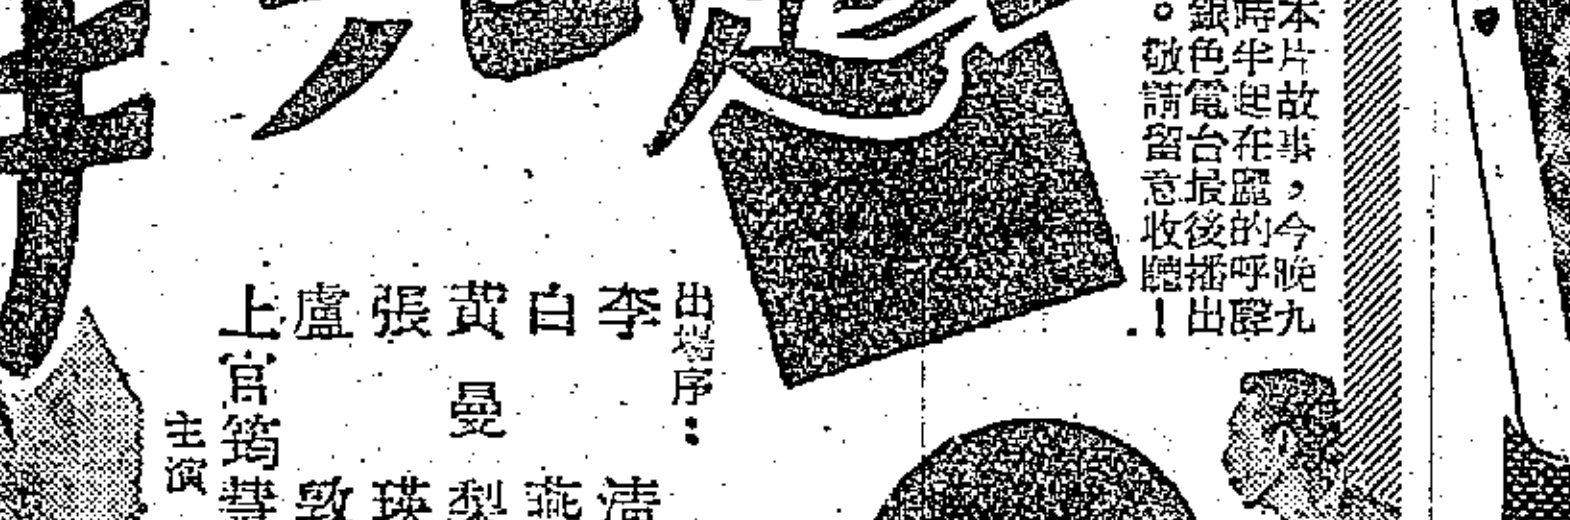 本片故事，今晚九
時半起在麗的呼聲
銀色電台最後播出
。敬請留意收聽！
出場序：
李清
白燕
黃曼梨
張瑛
盧敦
上官筠慧
主演